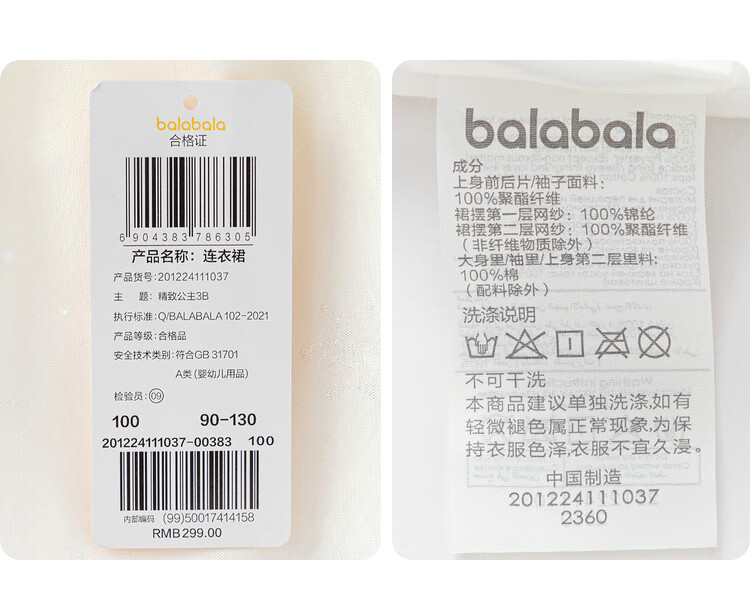 balabala
合格证
6904383786305
产品名称：连衣裙
产品货号：201224111037
主　题：精致公主3B
执行标准：Q/BALABALA 102-2021
产品等级：合格品
安全技术类别：符合GB 31701
A类 (婴幼儿用品)
检验员：09
100 90-130
201224111037-00383 100
内部编码 (99)50017414158
RMB299.00
balabala
成分
上身前后片/袖子面料：
100%聚酯纤维
裙摆第一层网纱：100%锦纶
裙摆第二层网纱：100%聚酯纤维
（非纤维物质除外）
大身里/袖里/上身第二层里料：
100%棉
（配料除外）
洗涤说明
不可干洗
本商品建议单独洗涤,如有
轻微褪色属正常现象,为保
持衣服色泽,衣服不宜久浸。
中国制造
201224111037
2360